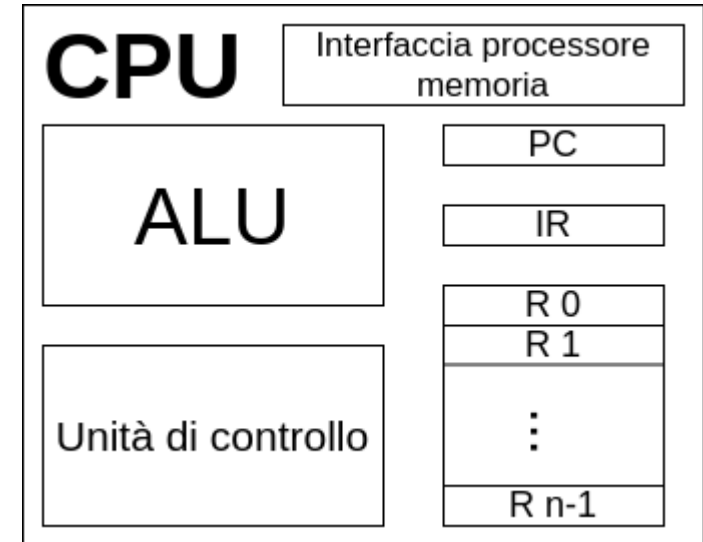 CPU
Interfaccia processore
memoria
ALU
PC
IR
R 0
R 1
⋮
R n-1
Unità di controllo